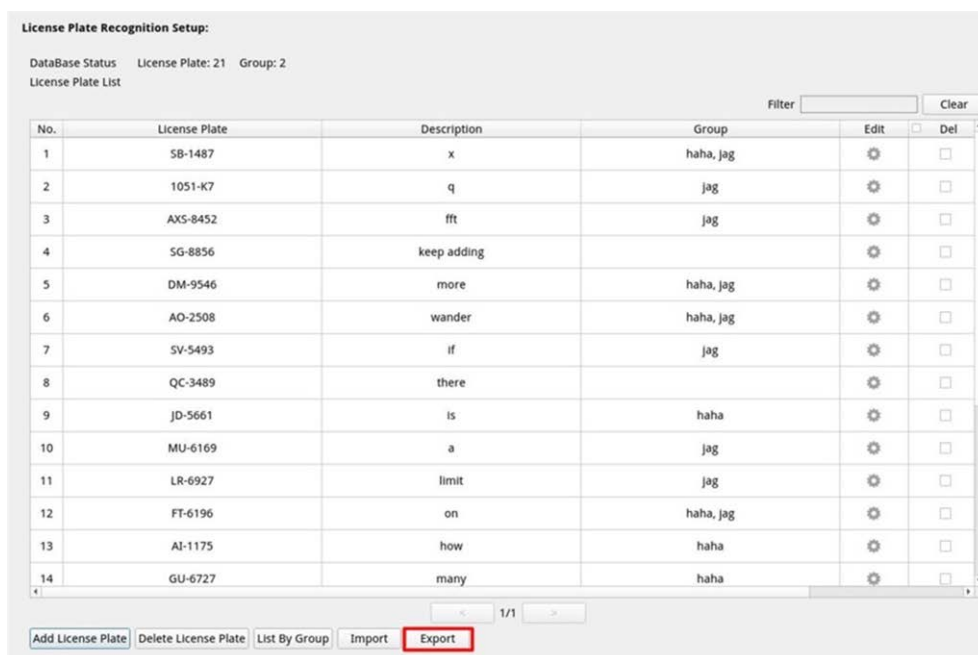 License Plate Recognition Setup:
DataBase Status License Plate: 21 Group: 2
License Plate List
Filter Clear
No. License Plate Description Group Edit Del
1 SB-1487 x haha, jag
2 1051-K7 q jag
3 AXS-8452 fft jag
4 SG-8856 keep adding
5 DM-9546 more haha, jag
6 AO-2508 wander haha, jag
7 SV-5493 if jag
8 QC-3489 there
9 JD-5661 is haha
10 MU-6169 a jag
11 LR-6927 limit jag
12 FT-6196 on haha, jag
13 AI-1175 how haha
14 GU-6727 many haha
< 1/1 >
Add License Plate Delete License Plate List By Group Import Export